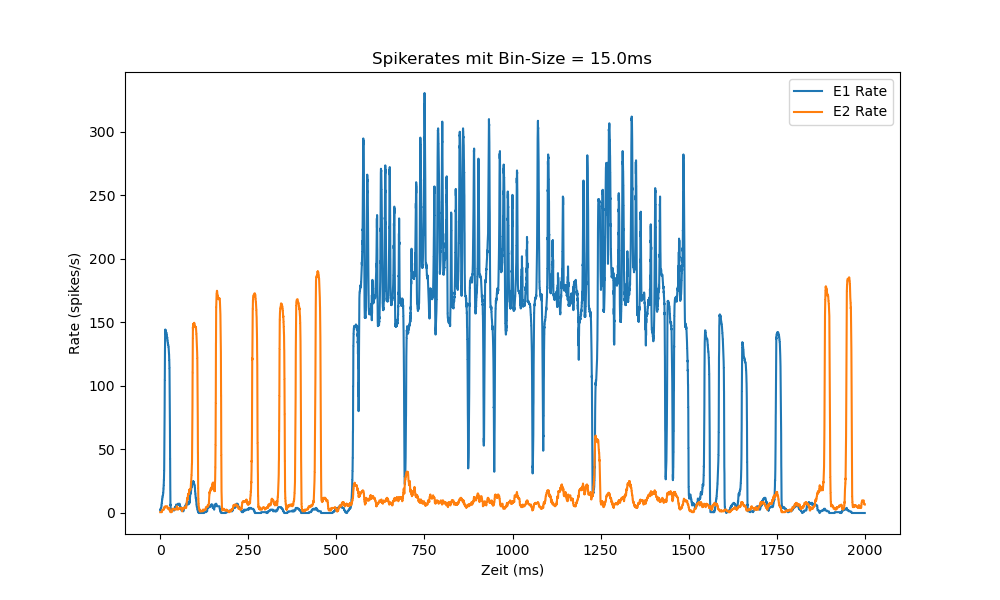 Spikerates mit Bin-Size = 15.0ms
E1 Rate
E2 Rate
300
250
200
150
100
50
0
Rate (spikes/s)
0 250 500 750 1000 1250 1500 1750 2000
Zeit (ms)